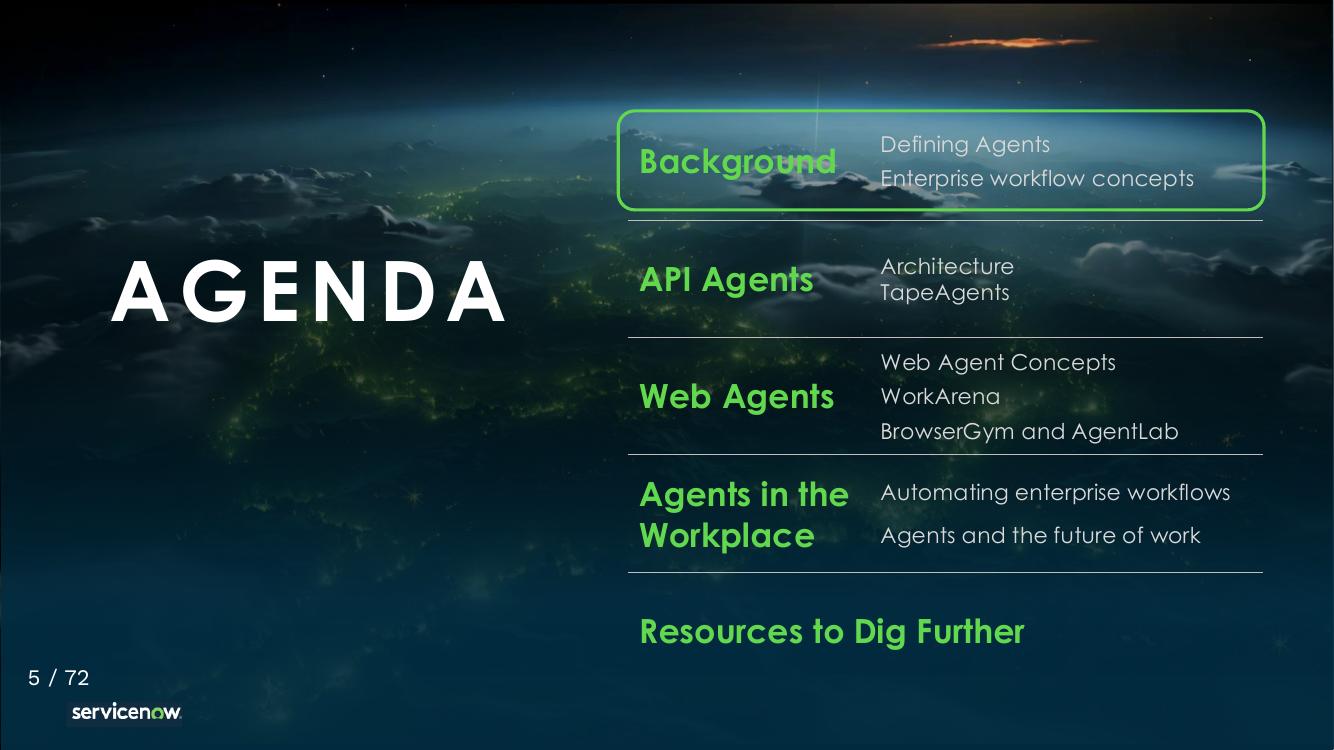 AGENDA
Background
Defining Agents
Enterprise workflow concepts
API Agents
Architecture
TapeAgents
Web Agents
Web Agent Concepts
WorkArena
BrowserGym and AgentLab
Agents in the
Workplace
Automating enterprise workflows
Agents and the future of work
Resources to Dig Further
5 / 72
servicenow